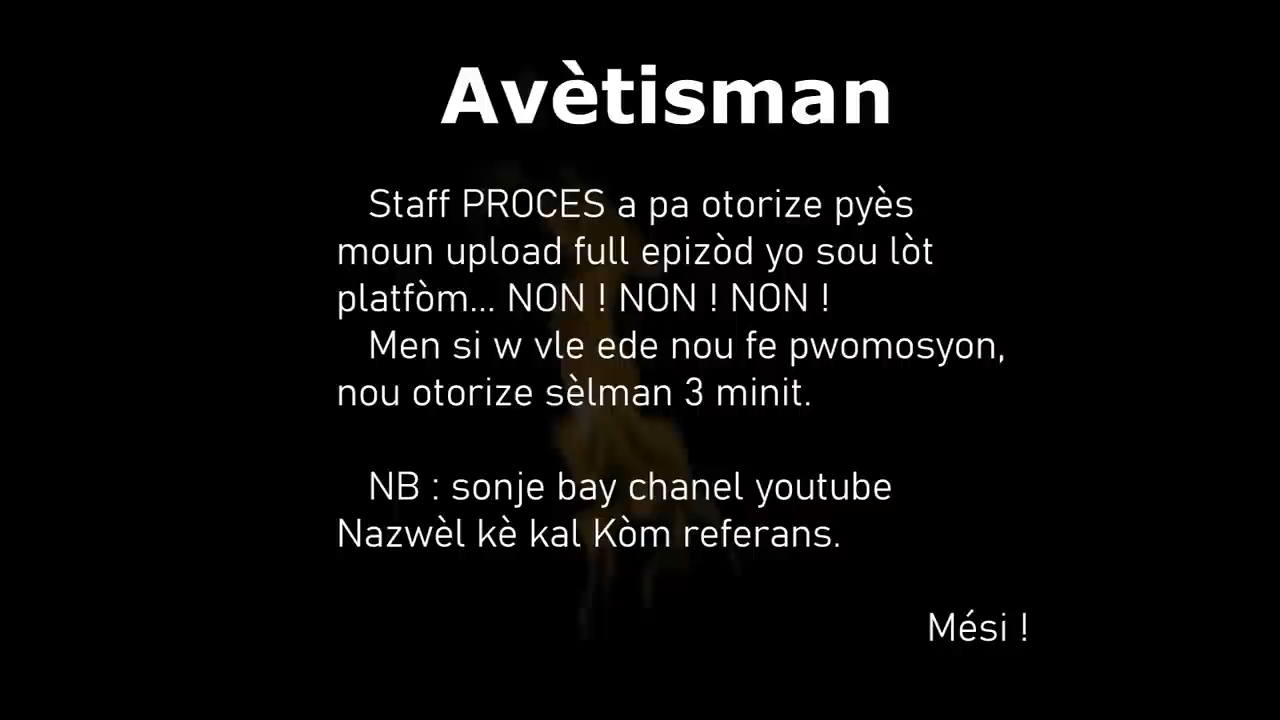 Avètisman
Staff PROCES a pa otorize pyès
moun upload full epizòd yo sou lòt
platfòm... NON ! NON ! NON !
Men si w vle ede nou fe pwomosyon,
nou otorize sèlman 3 minit.
NB : sonje bay chanel youtube
Nazwèl kè kal Kòm referans.
Mési !